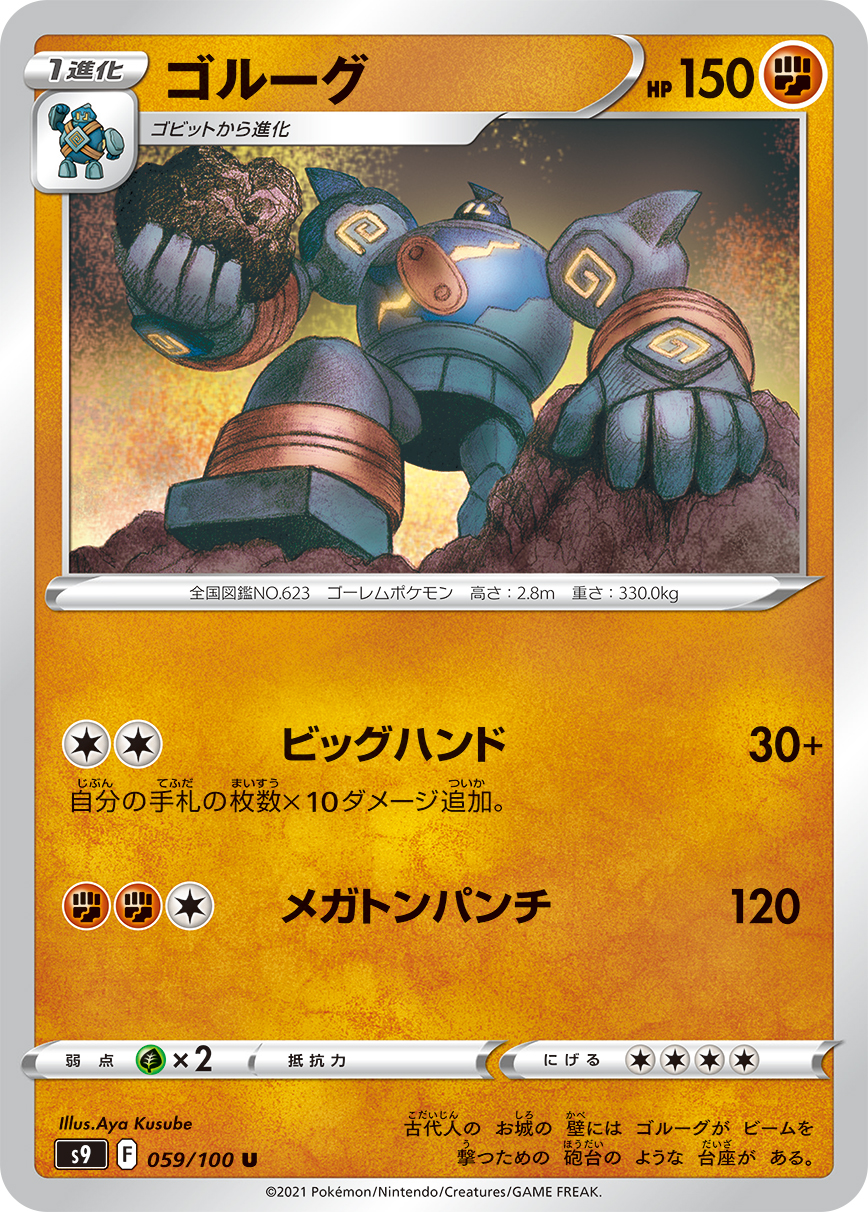 1進化
ゴルーグ
HP 150
ゴビットから進化
全国図鑑NO.623 ゴーレムポケモン 高さ：2.8m 重さ：330.0kg
ビッグハンド 30+
自分の手札の枚数×10ダメージ追加。
メガトンパンチ 120
弱点 ×2 抵抗力 にげる
Illus.Aya Kusube
s9 F 059/100 U
古代人の お城の 壁には ゴルーグが ビームを
撃つための 砲台の ような 台座が ある。
©2021 Pokémon/Nintendo/Creatures/GAME FREAK.